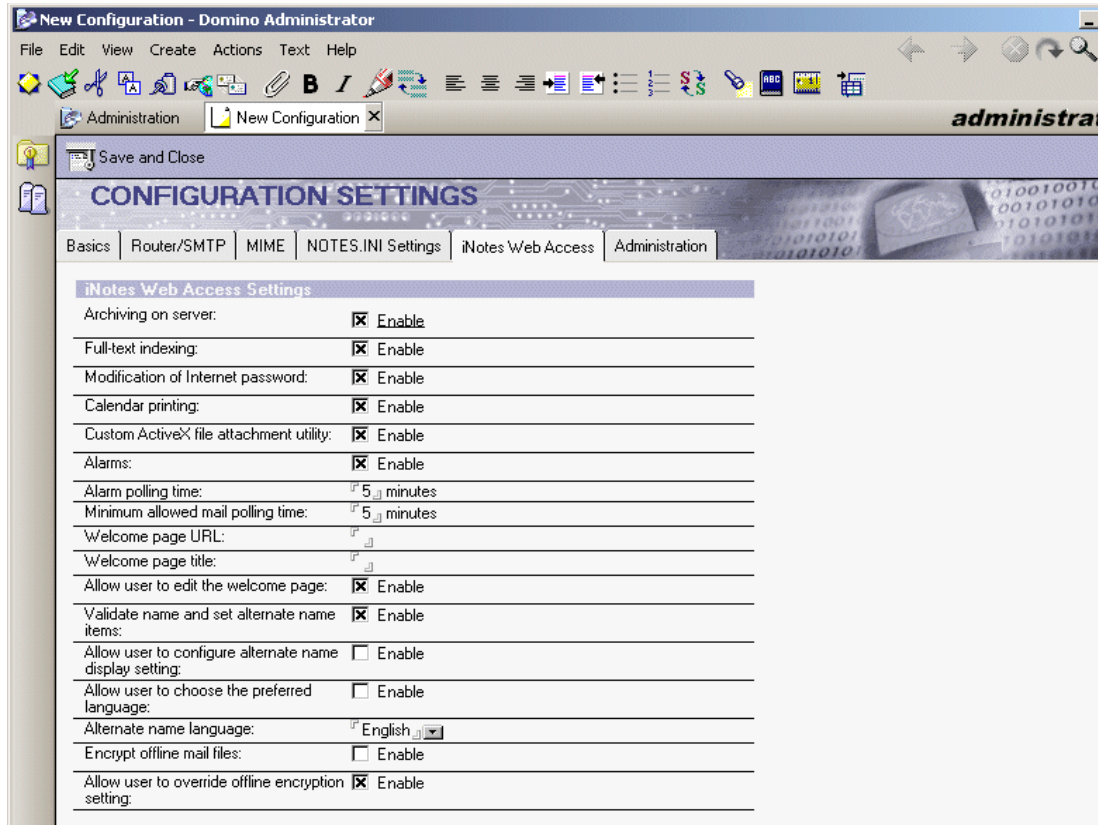 New Configuration - Domino Administrator
File Edit View Create Actions Text Help
Administration New Configuration
administrat
Save and Close
CONFIGURATION SETTINGS
Basics Router/SMTP MIME NOTES.INI Settings iNotes Web Access Administration
iNotes Web Access Settings
Archiving on server: Enable
Full-text indexing: Enable
Modification of Internet password: Enable
Calendar printing: Enable
Custom ActiveX file attachment utility: Enable
Alarms: Enable
Alarm polling time: 5 minutes
Minimum allowed mail polling time: 5 minutes
Welcome page URL:
Welcome page title:
Allow user to edit the welcome page: Enable
Validate name and set alternate name Enable
items:
Allow user to configure alternate name Enable
display setting:
Allow user to choose the preferred Enable
language:
Alternate name language: English
Encrypt offline mail files: Enable
Allow user to override offline encryption Enable
setting: